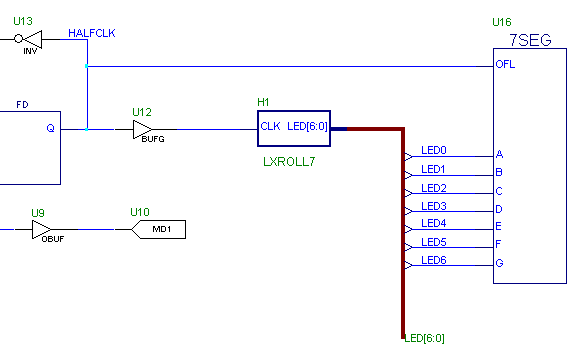 U13
HALFCLK
INV
U16
7SEG
OFL
FD
Q
U12
BUFG
H1
CLK LED[6:0]
LXROLL7
LED0 A
LED1 B
LED2 C
LED3 D
LED4 E
LED5 F
LED6 G
U9
OBUF
U10
MD1
LED[6:0]